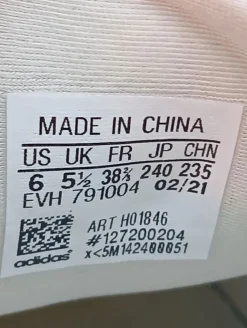 MADE IN CHINA
US UK FR JP CHN
6 5½ 38⅔ 240 235
EVH 791004 02/21
ART H01846
#127200204
x<5M142400051
adidas